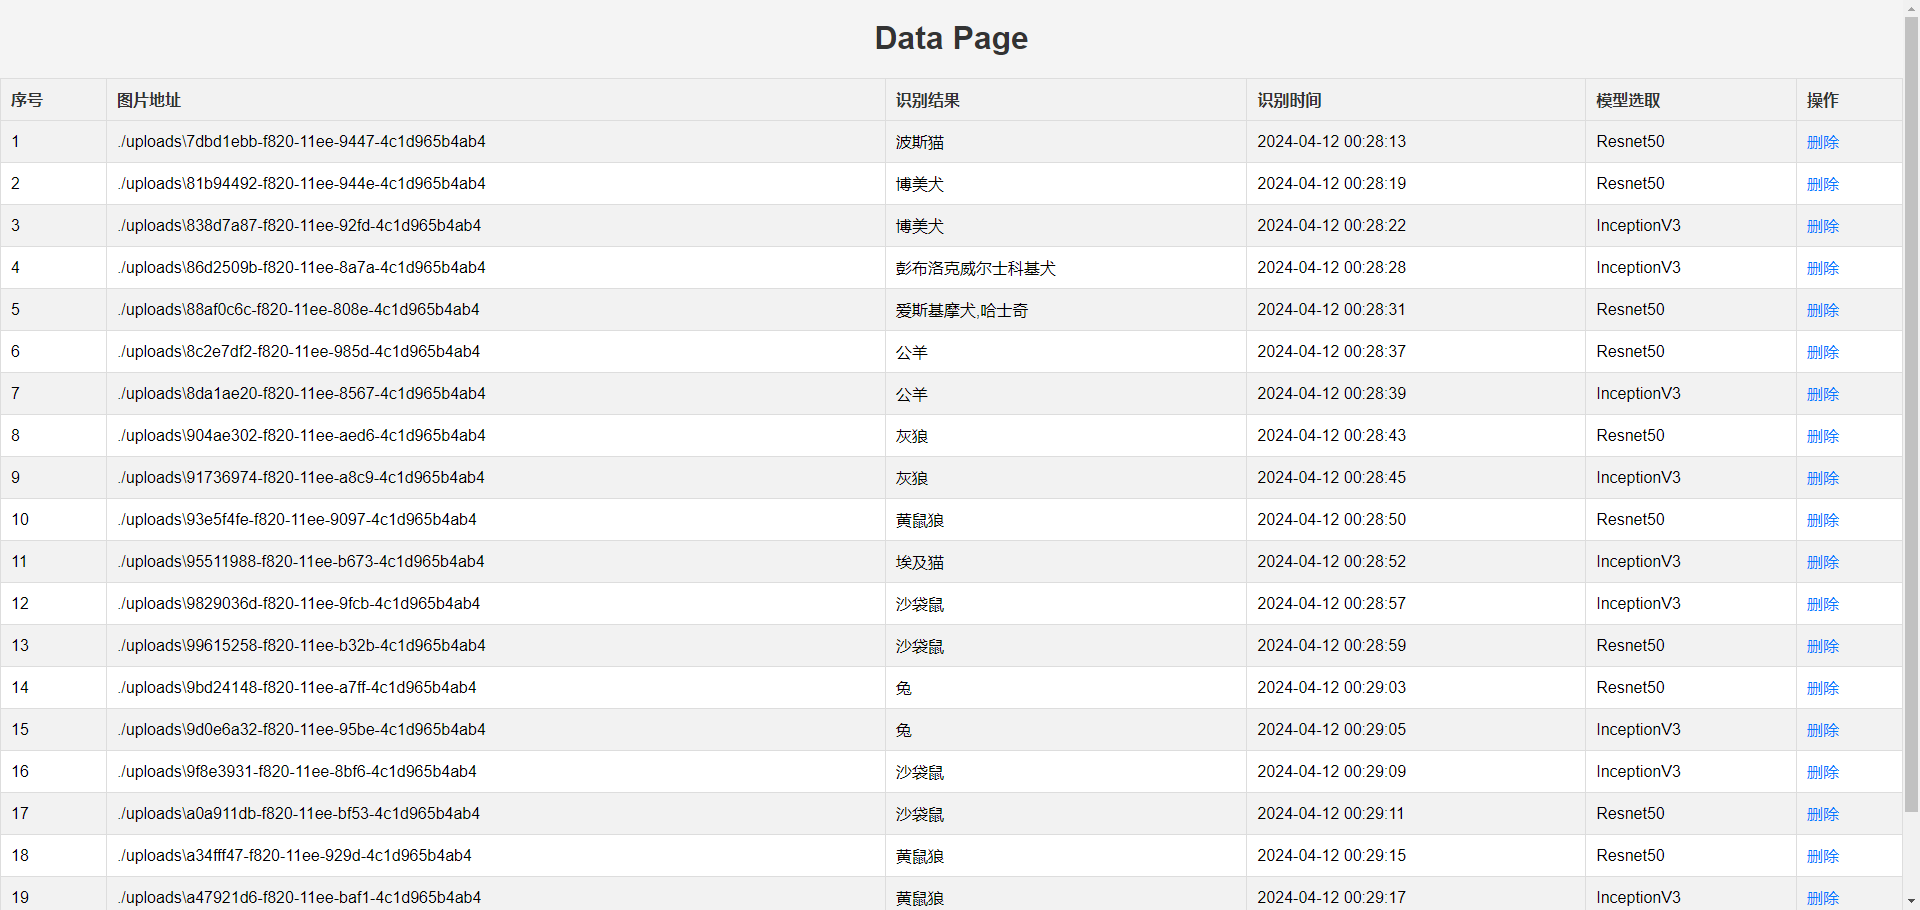 Data Page
序号 图片地址 识别结果 识别时间 模型选取 操作
1 ./uploads\7dbd1ebb-f820-11ee-9447-4c1d965b4ab4 波斯猫 2024-04-12 00:28:13 Resnet50 删除
2 ./uploads\81b94492-f820-11ee-944e-4c1d965b4ab4 博美犬 2024-04-12 00:28:19 Resnet50 删除
3 ./uploads\838d7a87-f820-11ee-92fd-4c1d965b4ab4 博美犬 2024-04-12 00:28:22 InceptionV3 删除
4 ./uploads\86d2509b-f820-11ee-8a7a-4c1d965b4ab4 彭布洛克威尔士科基犬 2024-04-12 00:28:28 InceptionV3 删除
5 ./uploads\88af0c6c-f820-11ee-808e-4c1d965b4ab4 爱斯基摩犬,哈士奇 2024-04-12 00:28:31 Resnet50 删除
6 ./uploads\8c2e7df2-f820-11ee-985d-4c1d965b4ab4 公羊 2024-04-12 00:28:37 Resnet50 删除
7 ./uploads\8da1ae20-f820-11ee-8567-4c1d965b4ab4 公羊 2024-04-12 00:28:39 InceptionV3 删除
8 ./uploads\904ae302-f820-11ee-aed6-4c1d965b4ab4 灰狼 2024-04-12 00:28:43 Resnet50 删除
9 ./uploads\91736974-f820-11ee-a8c9-4c1d965b4ab4 灰狼 2024-04-12 00:28:45 InceptionV3 删除
10 ./uploads\93e5f4fe-f820-11ee-9097-4c1d965b4ab4 黄鼠狼 2024-04-12 00:28:50 Resnet50 删除
11 ./uploads\95511988-f820-11ee-b673-4c1d965b4ab4 埃及猫 2024-04-12 00:28:52 InceptionV3 删除
12 ./uploads\9829036d-f820-11ee-9fcb-4c1d965b4ab4 沙袋鼠 2024-04-12 00:28:57 InceptionV3 删除
13 ./uploads\99615258-f820-11ee-b32b-4c1d965b4ab4 沙袋鼠 2024-04-12 00:28:59 Resnet50 删除
14 ./uploads\9bd24148-f820-11ee-a7ff-4c1d965b4ab4 兔 2024-04-12 00:29:03 Resnet50 删除
15 ./uploads\9d0e6a32-f820-11ee-95be-4c1d965b4ab4 兔 2024-04-12 00:29:05 InceptionV3 删除
16 ./uploads\9f8e3931-f820-11ee-8bf6-4c1d965b4ab4 沙袋鼠 2024-04-12 00:29:09 InceptionV3 删除
17 ./uploads\a0a911db-f820-11ee-bf53-4c1d965b4ab4 沙袋鼠 2024-04-12 00:29:11 Resnet50 删除
18 ./uploads\a34fff47-f820-11ee-929d-4c1d965b4ab4 黄鼠狼 2024-04-12 00:29:15 Resnet50 删除
19 ./uploads\a47921d6-f820-11ee-baf1-4c1d965b4ab4 黄鼠狼 2024-04-12 00:29:17 InceptionV3 删除